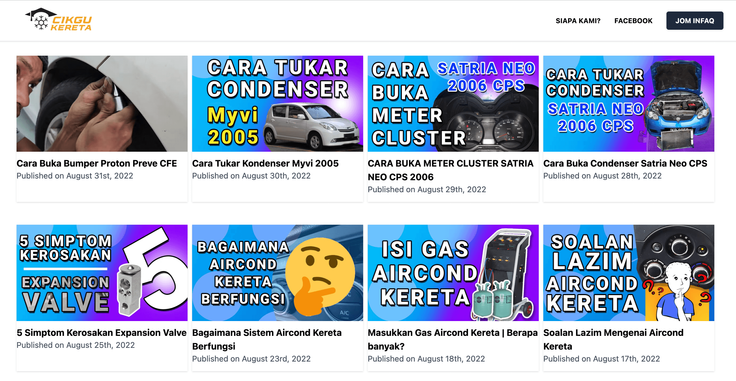 CIKGU
KERETA
SIAPA KAMI?
FACEBOOK
JOM INFAQ
Cara Buka Bumper Proton Preve CFE
Published on August 31st, 2022
CARA TUKAR
CONDENSER
Myvi
2005
Cara Tukar Kondenser Myvi 2005
Published on August 30th, 2022
CARA
BUKA
METER
CLUSTER
SATRIA NEO
2006 CPS
CARA BUKA METER CLUSTER SATRIA
NEO CPS 2006
Published on August 29th, 2022
CARA TUKAR
CONDENSER
SATRIA NEO
2006 CPS
Cara Buka Condenser Satria Neo CPS
Published on August 28th, 2022
5 SIMPTOM
KEROSAKAN
EXPANSION
VALVE
5
5 Simptom Kerosakan Expansion Valve
Published on August 25th, 2022
BAGAIMANA
AIRCOND
KERETA
BERFUNGSI
A/C
Bagaimana Sistem Aircond Kereta
Berfungsi
Published on August 23rd, 2022
ISI GAS
AIRCOND
KERETA
Masukkan Gas Aircond Kereta | Berapa
banyak?
Published on August 18th, 2022
SOALAN
LAZIM
AIRCOND
KERETA
Soalan Lazim Mengenai Aircond
Kereta
Published on August 17th, 2022